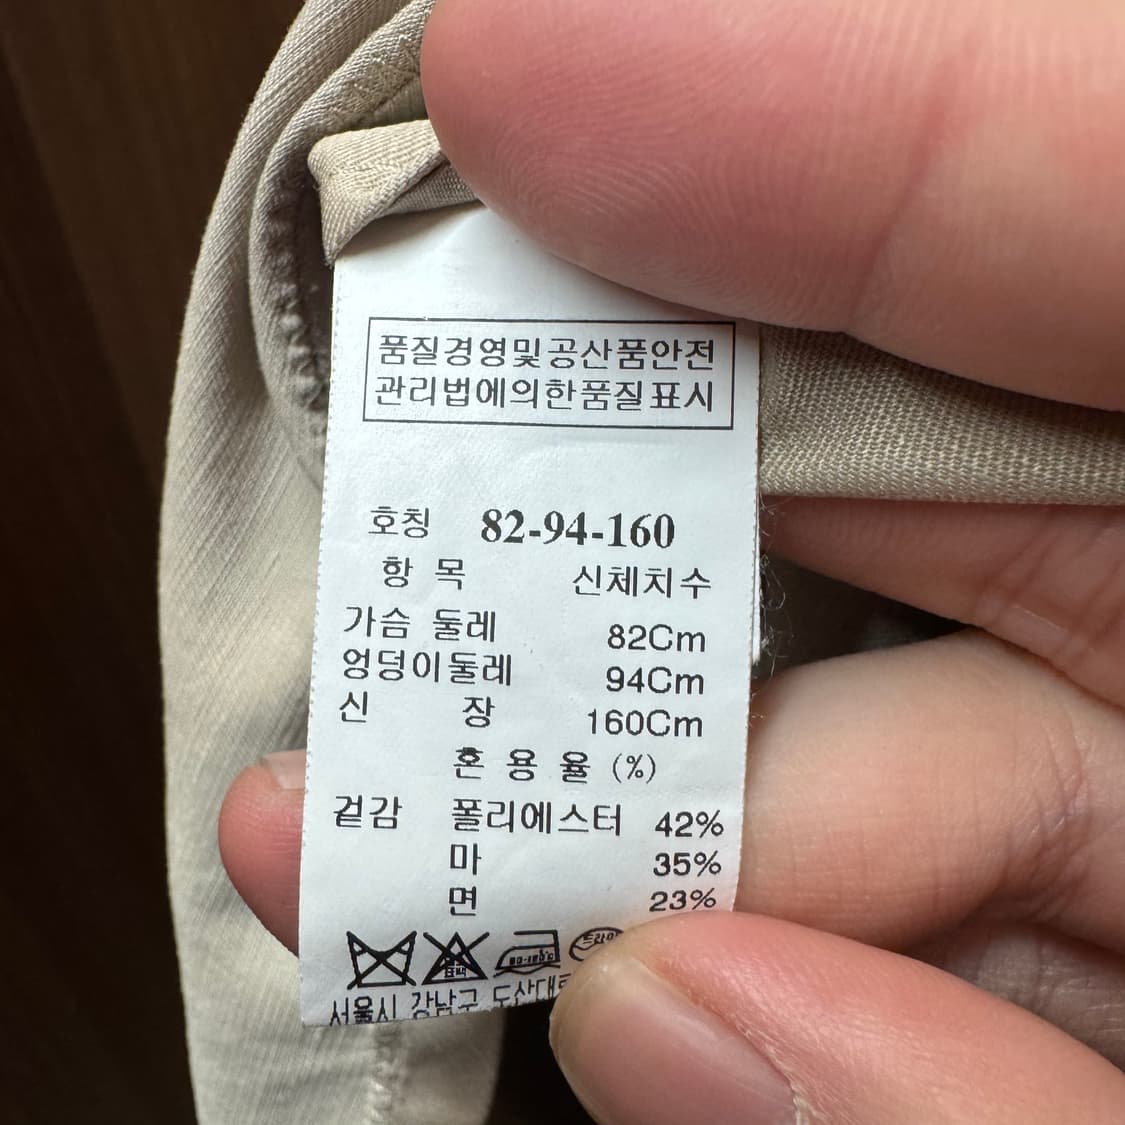 품질경영및공산품안전
관리법에의한품질표시
호칭 82-94-160
항 목 신체치수
가슴 둘레 82Cm
엉덩이둘레 94Cm
신 장 160Cm
혼 용 율 (%)
겉감 폴리에스터 42%
마 35%
면 23%
서울시 강남구 도산대